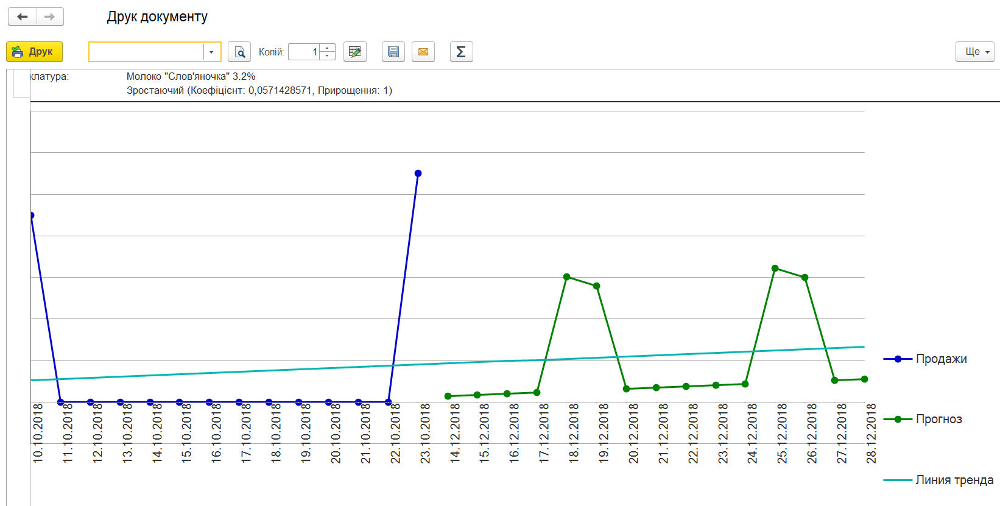 Друк документу
Друк
Копій:
1
Σ
Ще
клатура:
Молоко "Слов'яночка" 3.2%
Зростаючий (Коефіцієнт: 0,0571428571, Прирощення: 1)
Продажи
Прогноз
Линия тренда
10.10.2018
11.10.2018
12.10.2018
13.10.2018
14.10.2018
15.10.2018
16.10.2018
17.10.2018
18.10.2018
19.10.2018
20.10.2018
21.10.2018
22.10.2018
23.10.2018
14.12.2018
15.12.2018
16.12.2018
17.12.2018
18.12.2018
19.12.2018
20.12.2018
21.12.2018
22.12.2018
23.12.2018
24.12.2018
25.12.2018
26.12.2018
27.12.2018
28.12.2018